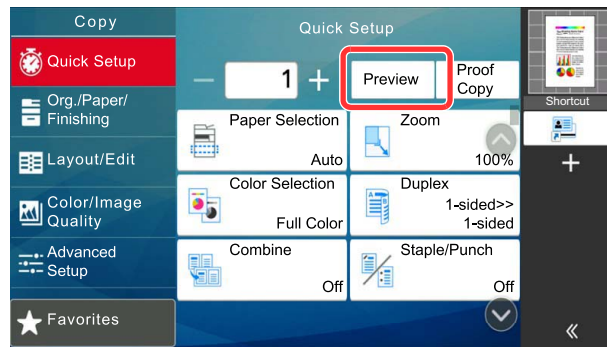 Copy
Quick Setup
Org./Paper/
Finishing
Layout/Edit
Color/Image
Quality
Advanced
Setup
Favorites
Quick Setup
− 1 +
Preview
Proof
Copy
Paper Selection
Auto
Zoom
100%
Color Selection
Full Color
Duplex
1-sided>>
1-sided
Combine
Off
Staple/Punch
Off
Shortcut
+
«